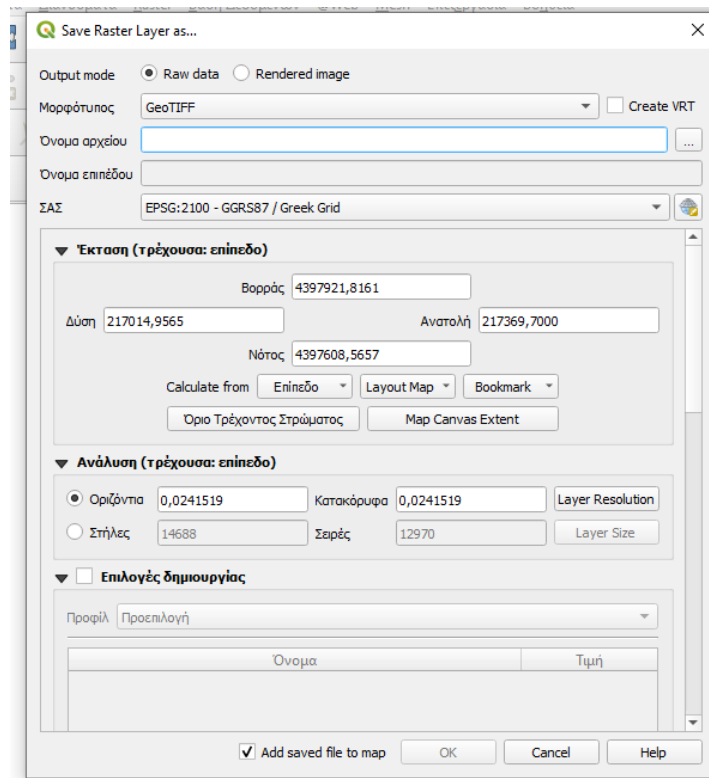 Save Raster Layer as...
Output mode Raw data Rendered image
Μορφότυπος GeoTIFF Create VRT
Όνομα αρχείου ...
Όνομα επιπέδου
ΣΑΣ EPSG:2100 - GGRS87 / Greek Grid
Έκταση (τρέχουσα: επίπεδο)
Βορράς 4397921,8161
Δύση 217014,9565 Ανατολή 217369,7000
Νότος 4397608,5657
Calculate from Επίπεδο Layout Map Bookmark
Όριο Τρέχοντος Στρώματος Map Canvas Extent
Ανάλυση (τρέχουσα: επίπεδο)
Οριζόντια 0,0241519 Κατακόρυφα 0,0241519 Layer Resolution
Στήλες 14688 Σειρές 12970 Layer Size
Επιλογές δημιουργίας
Προφίλ Προεπιλογή
Όνομα Τιμή
Add saved file to map OK Cancel Help